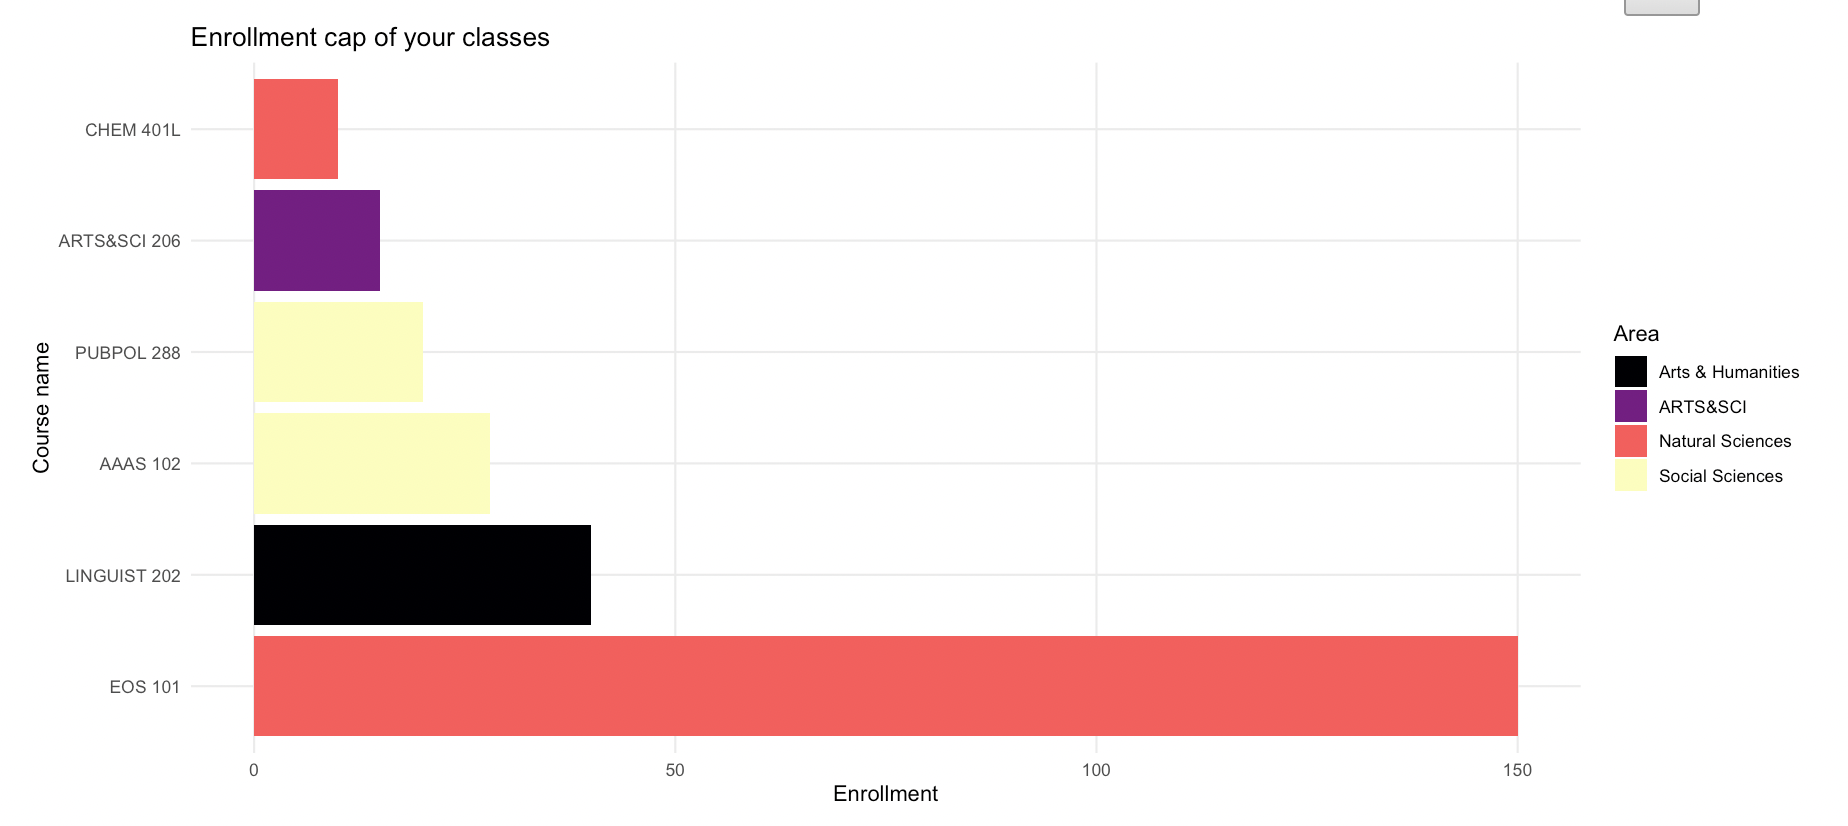 Enrollment cap of your classes
Course name
CHEM 401L
ARTS&SCI 206
PUBPOL 288
AAAS 102
LINGUIST 202
EOS 101
0 50 100 150
Enrollment
Area
Arts & Humanities
ARTS&SCI
Natural Sciences
Social Sciences